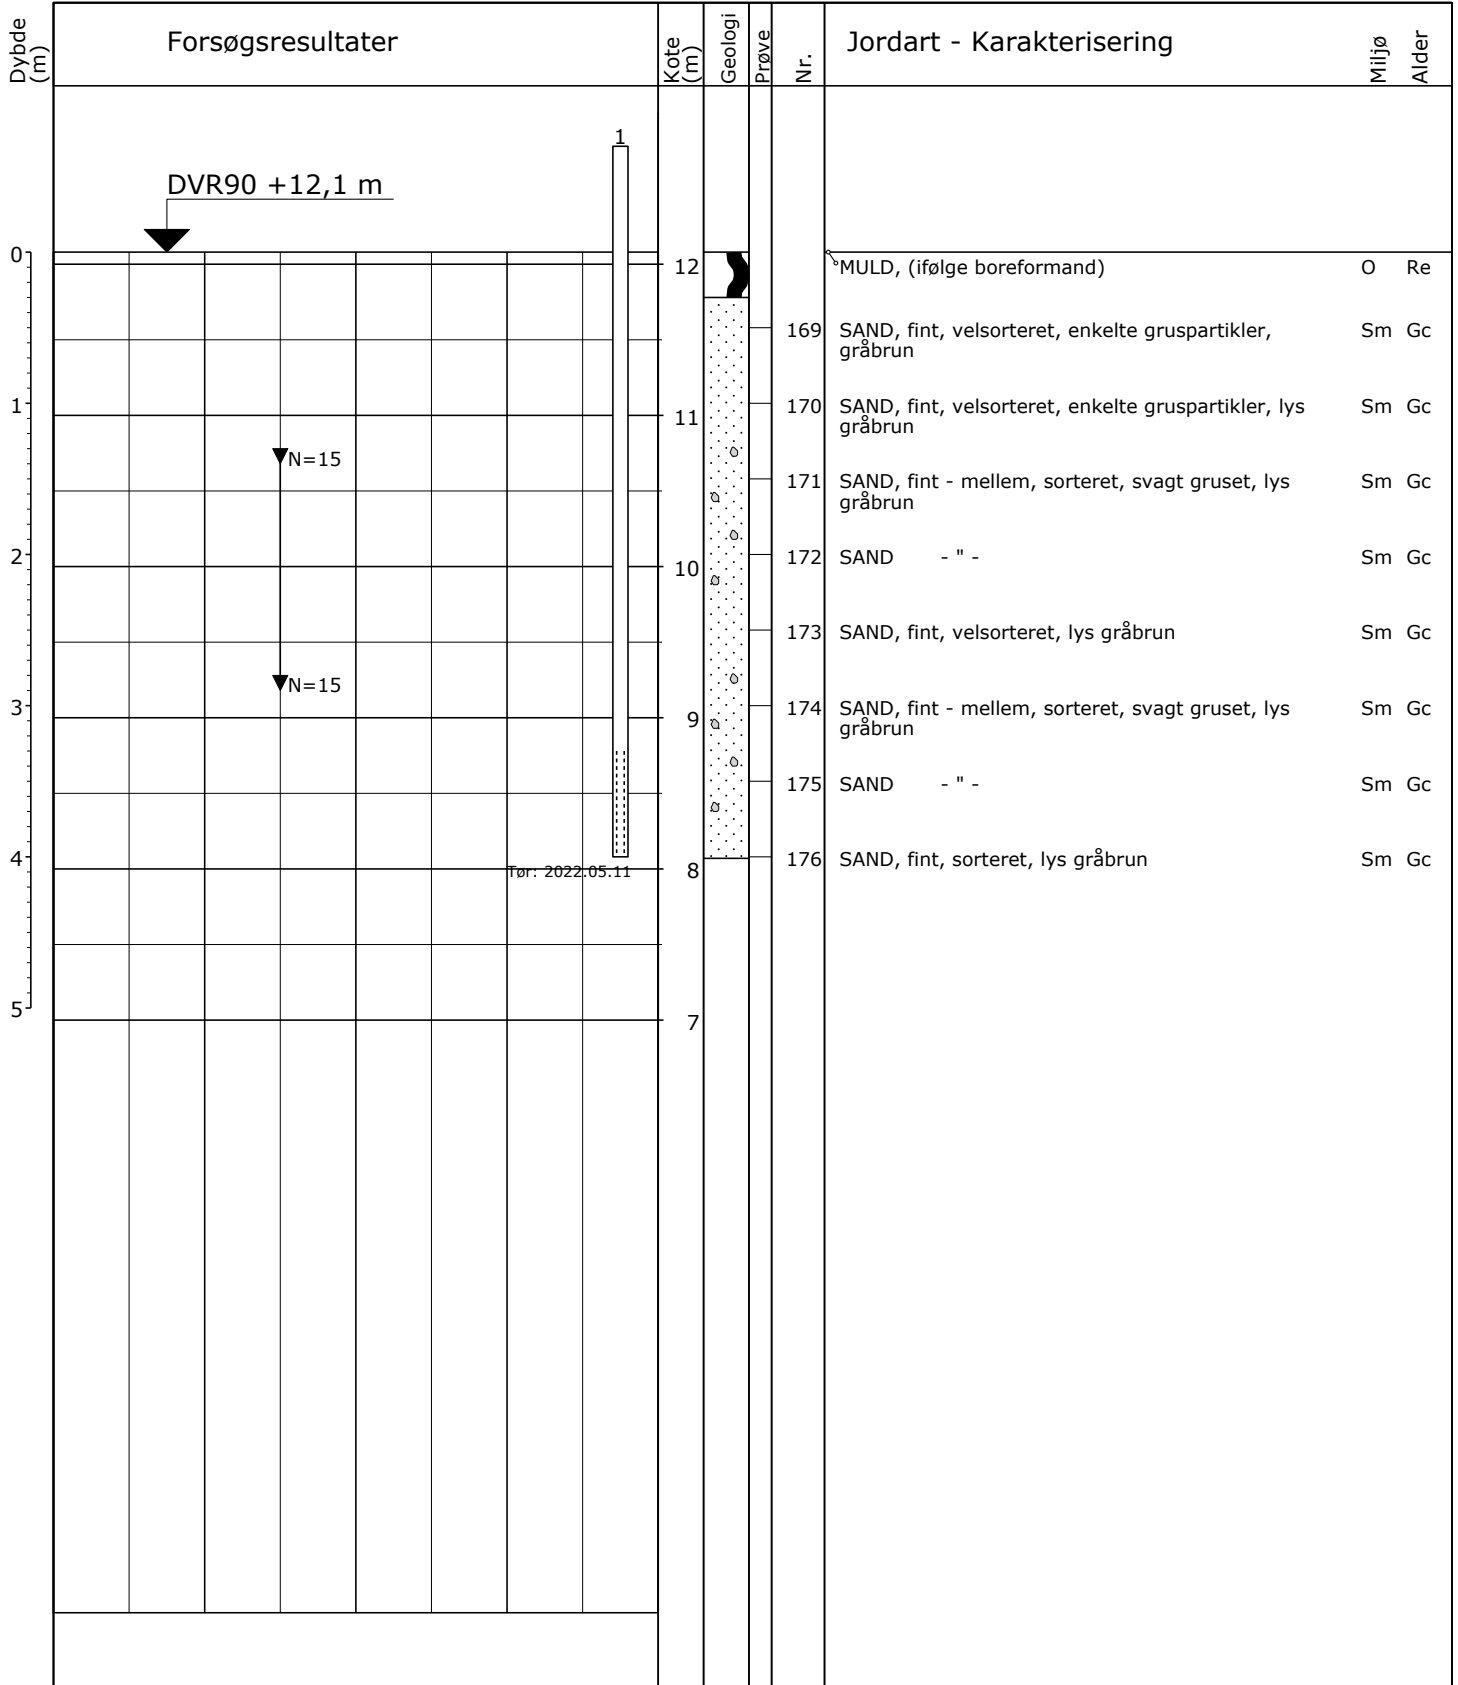 Dybde
(m)
Forsøgsresultater
Kote
(m)
Geologi
Prøve
Nr.
Jordart - Karakterisering
Miljø
Alder
1
DVR90 +12,1 m
0
12
MULD, (ifølge boreformand) O Re
169 SAND, fint, velsorteret, enkelte gruspartikler, Sm Gc
gråbrun
1
11
170 SAND, fint, velsorteret, enkelte gruspartikler, lys Sm Gc
gråbrun
N=15
171 SAND, fint - mellem, sorteret, svagt gruset, lys Sm Gc
gråbrun
2
10
172 SAND - " - Sm Gc
173 SAND, fint, velsorteret, lys gråbrun Sm Gc
N=15
3
9
174 SAND, fint - mellem, sorteret, svagt gruset, lys Sm Gc
gråbrun
175 SAND - " - Sm Gc
4
8
176 SAND, fint, sorteret, lys gråbrun Sm Gc
Tør: 2022.05.11
5
7